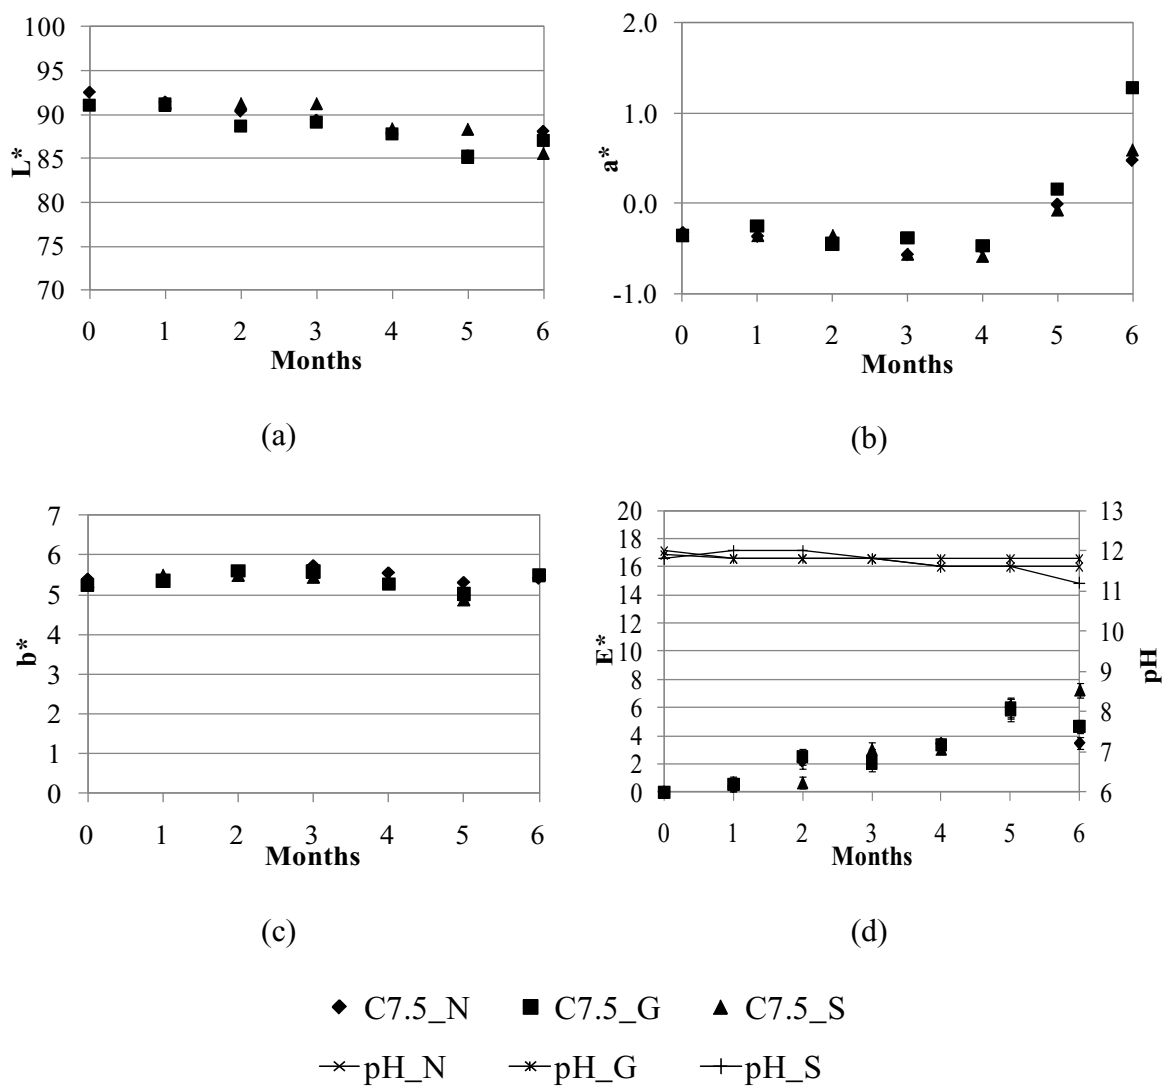 100
95
90
85
80
75
70
L*
0 1 2 3 4 5 6
Months
(a)
2.0
1.0
0.0
-1.0
a*
0 1 2 3 4 5 6
Months
(b)
7
6
5
4
3
2
1
0
b*
0 1 2 3 4 5 6
Months
(c)
20
18
16
14
12
10
8
6
4
2
0
E*
13
12
11
10
9
8
7
6
pH
0 1 2 3 4 5 6
Months
(d)
C7.5_N C7.5_G C7.5_S
pH_N pH_G pH_S